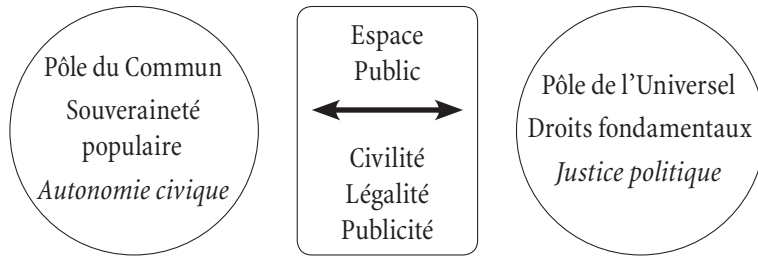 Pôle du Commun
Souveraineté
populaire
Autonomie civique
Espace
Public
Civilité
Légalité
Publicité
Pôle de l’Universel
Droits fondamentaux
Justice politique